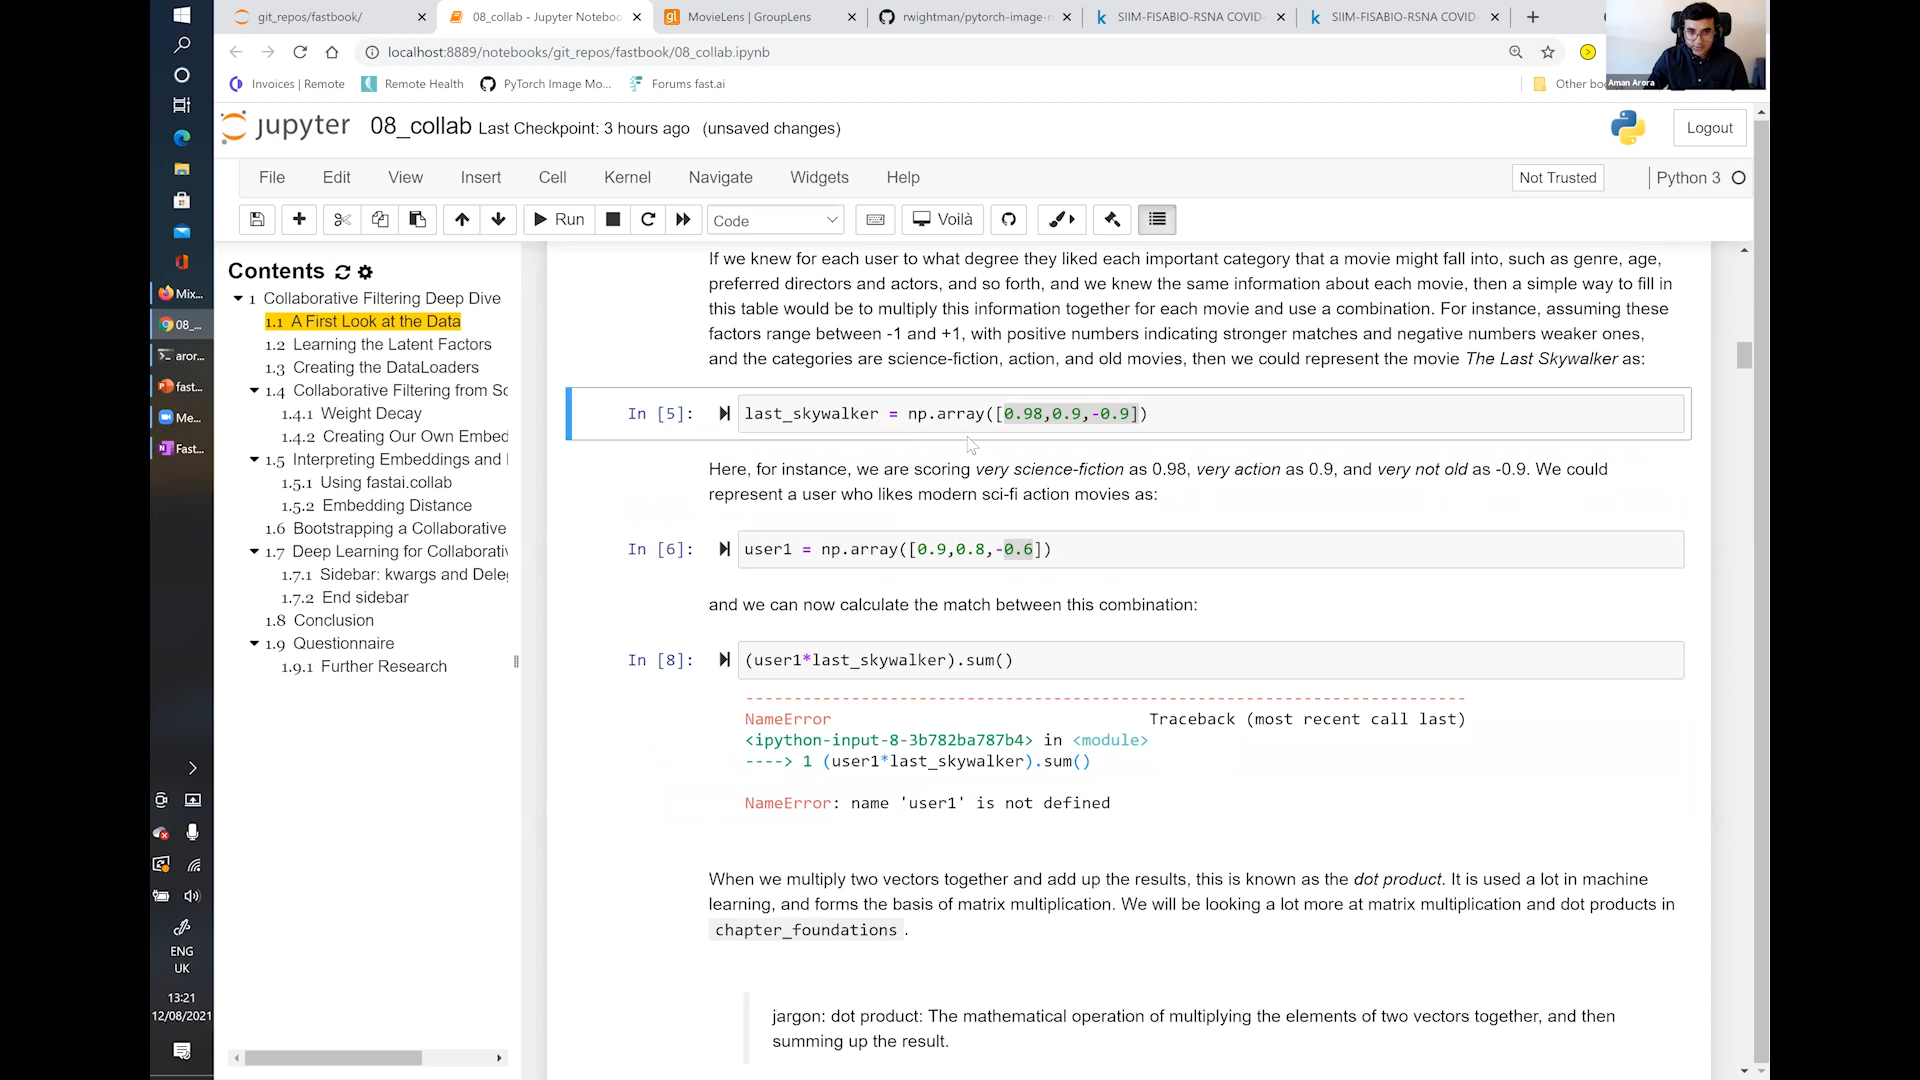 git_repos/fastbook/
08_collab - Jupyter Noteboo
MovieLens | GroupLens
rwightman/pytorch-image-m
SIIM-FISABIO-RSNA COVID-
SIIM-FISABIO-RSNA COVID-
localhost:8889/notebooks/git_repos/fastbook/08_collab.ipynb
Aman Arora
Invoices | Remote
Remote Health
PyTorch Image Mo...
Forums fast.ai
Other bo
jupyter
08_collab
Last Checkpoint: 3 hours ago (unsaved changes)
Logout
File Edit View Insert Cell Kernel Navigate Widgets Help
Not Trusted
Python 3
Run
Code
Voilà
Contents
1 Collaborative Filtering Deep Dive
1.1 A First Look at the Data
1.2 Learning the Latent Factors
1.3 Creating the DataLoaders
1.4 Collaborative Filtering from Sc
1.4.1 Weight Decay
1.4.2 Creating Our Own Embed
1.5 Interpreting Embeddings and
1.5.1 Using fastai.collab
1.5.2 Embedding Distance
1.6 Bootstrapping a Collaborative
1.7 Deep Learning for Collaborativ
1.7.1 Sidebar: kwargs and Dele
1.7.2 End sidebar
1.8 Conclusion
1.9 Questionnaire
1.9.1 Further Research
If we knew for each user to what degree they liked each important category that a movie might fall into, such as genre, age,
preferred directors and actors, and so forth, and we knew the same information about each movie, then a simple way to fill in
this table would be to multiply this information together for each movie and use a combination. For instance, assuming these
factors range between -1 and +1, with positive numbers indicating stronger matches and negative numbers weaker ones,
and the categories are science-fiction, action, and old movies, then we could represent the movie The Last Skywalker as:
In [5]: last_skywalker = np.array([0.98,0.9,-0.9])
Here, for instance, we are scoring very science-fiction as 0.98, very action as 0.9, and very not old as -0.9. We could
represent a user who likes modern sci-fi action movies as:
In [6]: user1 = np.array([0.9,0.8,-0.6])
and we can now calculate the match between this combination:
In [8]: (user1*last_skywalker).sum()
---------------------------------------------------------------------------
NameError Traceback (most recent call last)
<ipython-input-8-3b782ba787b4> in <module>
----> 1 (user1*last_skywalker).sum()
NameError: name 'user1' is not defined
When we multiply two vectors together and add up the results, this is known as the dot product. It is used a lot in machine
learning, and forms the basis of matrix multiplication. We will be looking a lot more at matrix multiplication and dot products in
chapter_foundations .
jargon: dot product: The mathematical operation of multiplying the elements of two vectors together, and then
summing up the result.
Mix...
08_...
aror...
fast...
Me...
Fast...
ENG
UK
13:21
12/08/2021